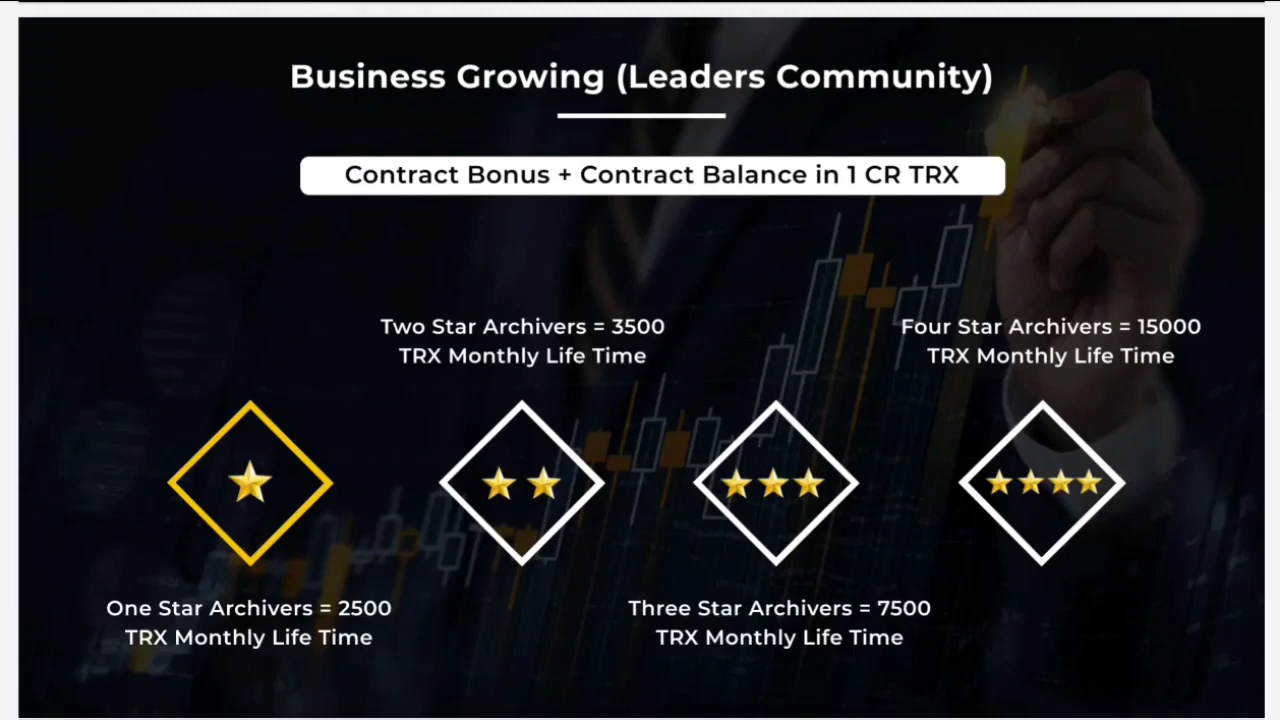 Business Growing (Leaders Community)
Contract Bonus + Contract Balance in 1 CR TRX
Two Star Archivers = 3500
TRX Monthly Life Time
Four Star Archivers = 15000
TRX Monthly Life Time
One Star Archivers = 2500
TRX Monthly Life Time
Three Star Archivers = 7500
TRX Monthly Life Time